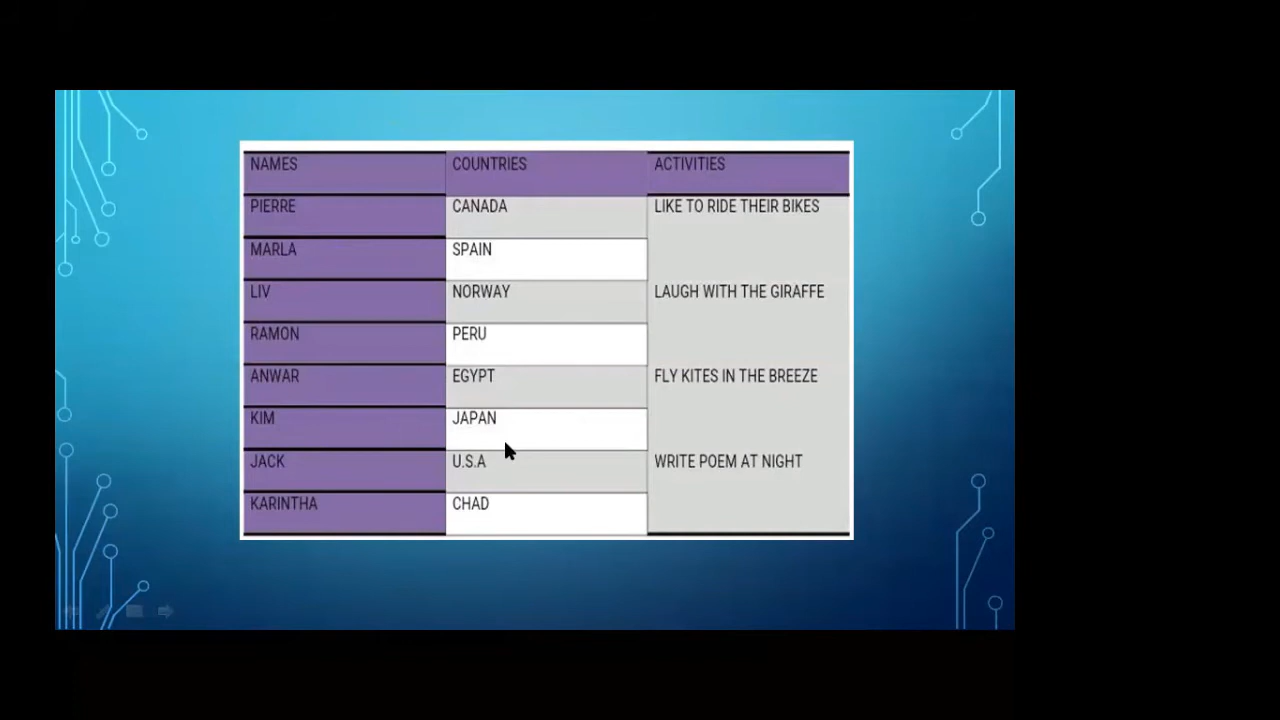 NAMES COUNTRIES ACTIVITIES
PIERRE CANADA LIKE TO RIDE THEIR BIKES
MARLA SPAIN
LIV NORWAY LAUGH WITH THE GIRAFFE
RAMON PERU
ANWAR EGYPT FLY KITES IN THE BREEZE
KIM JAPAN
JACK U.S.A WRITE POEM AT NIGHT
KARINTHA CHAD